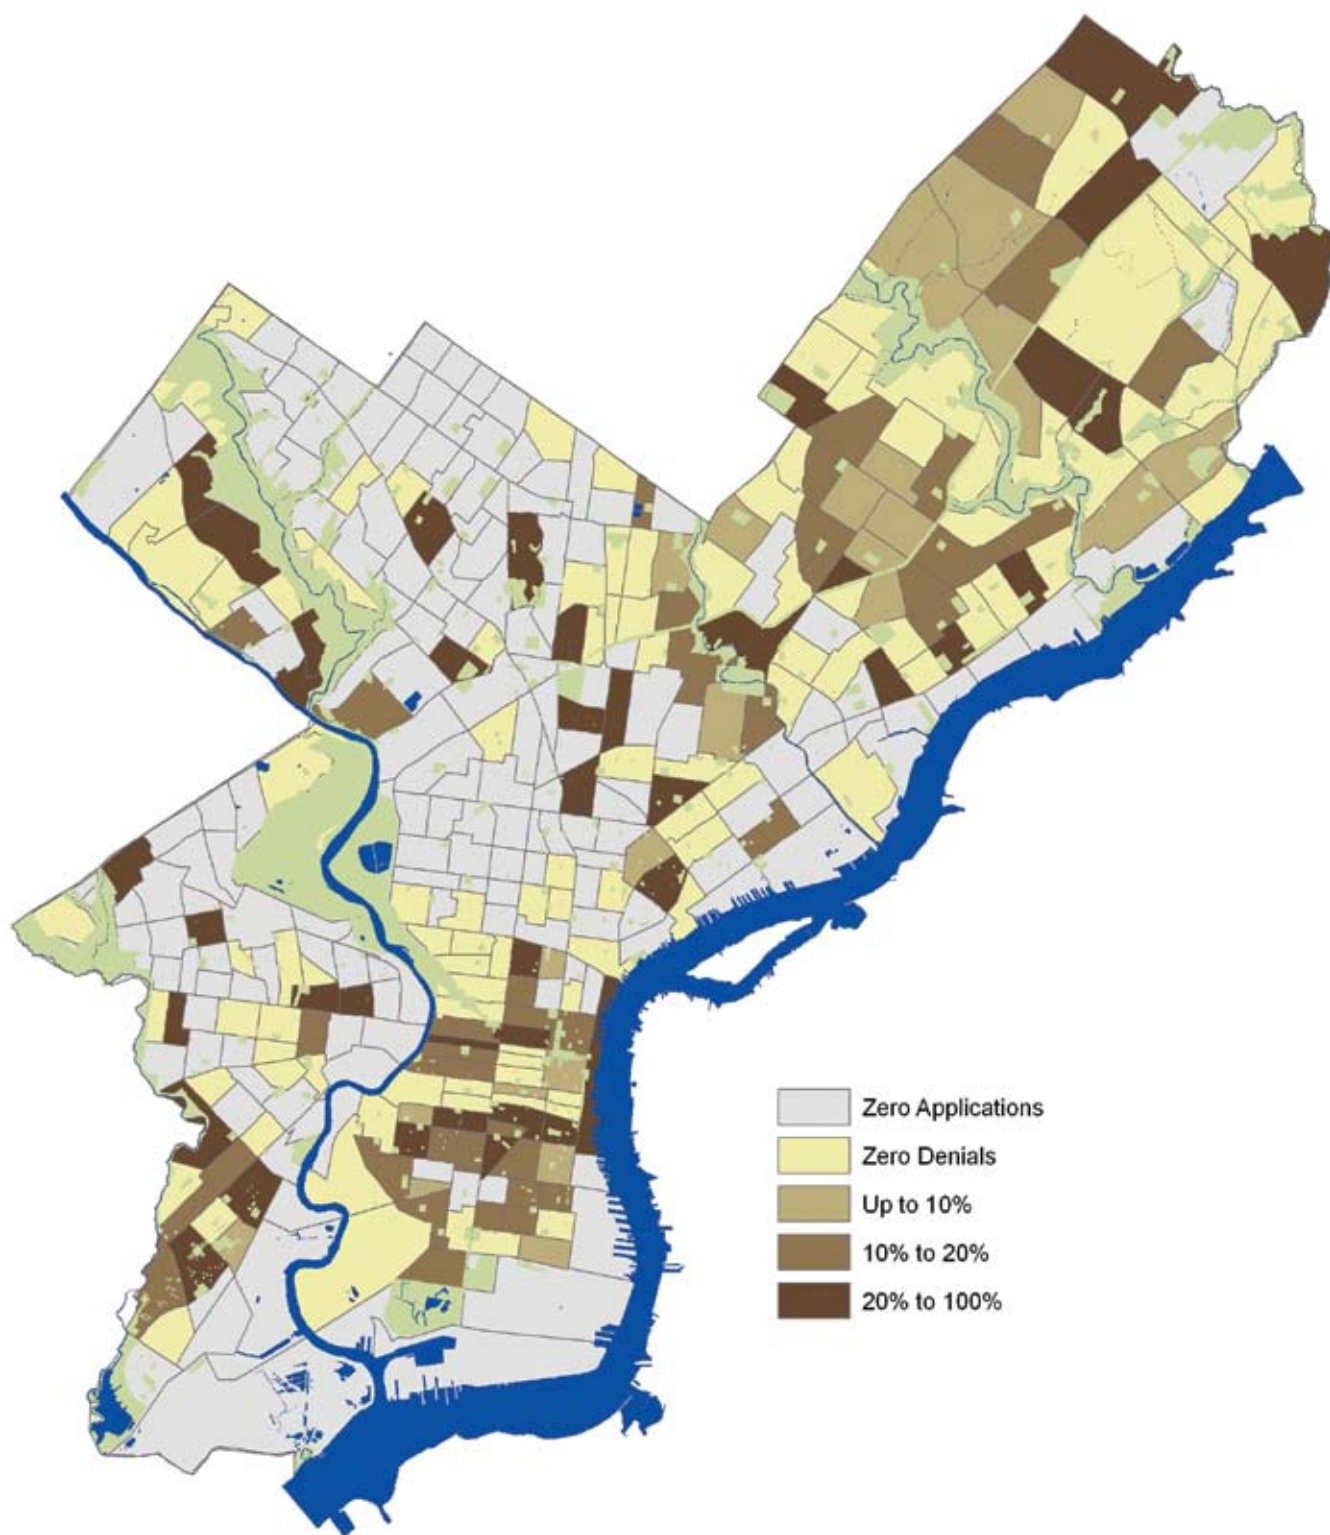 Zero Applications
Zero Denials
Up to 10%
10% to 20%
20% to 100%